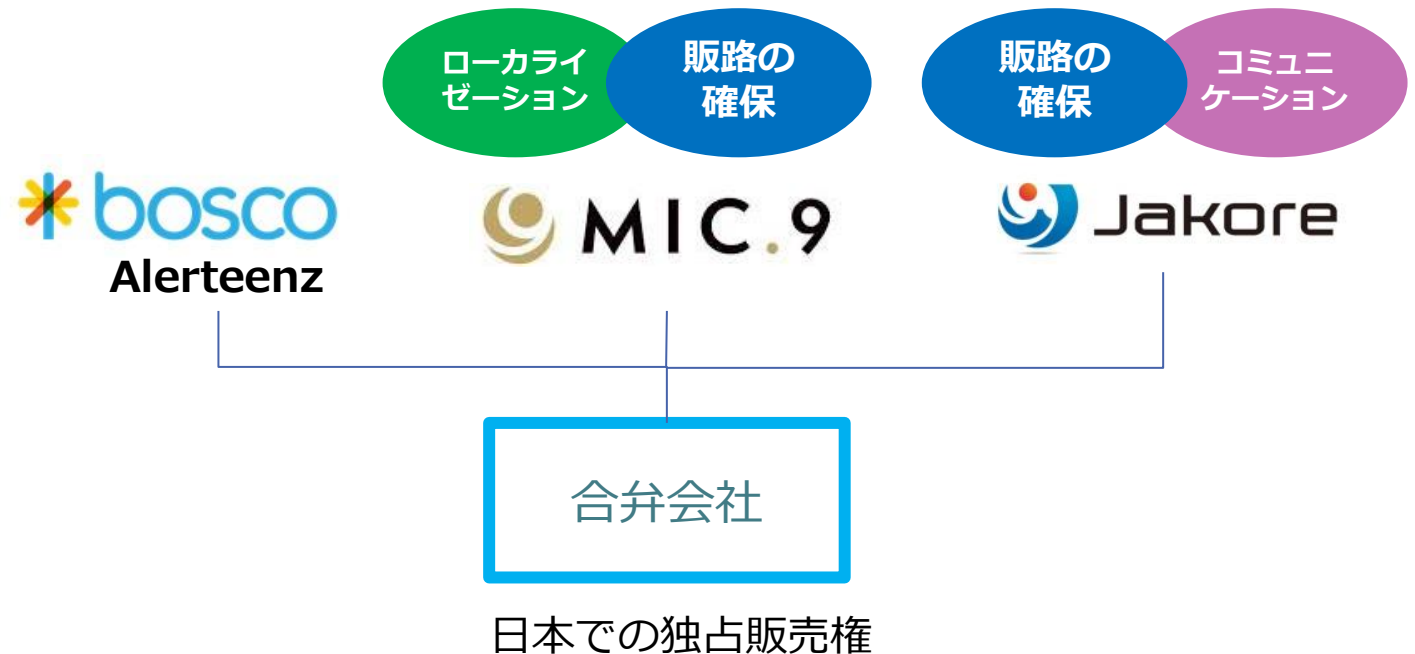 ローカライ
ゼーション
販路の
確保
販路の
確保
コミュニ
ケーション
bosco
Alerteenz
MIC.9
Jakore
合弁会社
日本での独占販売権